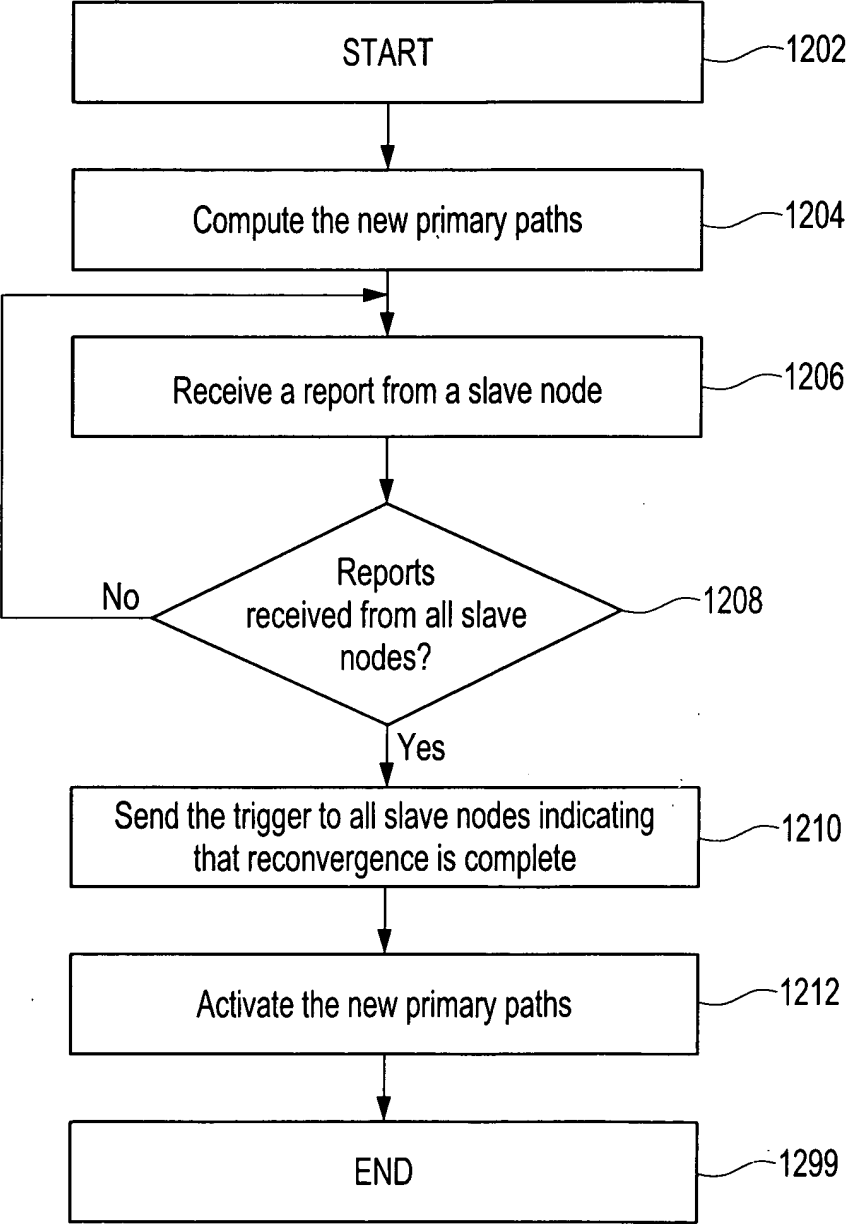 START
1202
Compute the new primary paths
1204
Receive a report from a slave node
1206
Reports
received from all slave
nodes?
1208
No
Yes
Send the trigger to all slave nodes indicating
that reconvergence is complete
1210
Activate the new primary paths
1212
END
1299